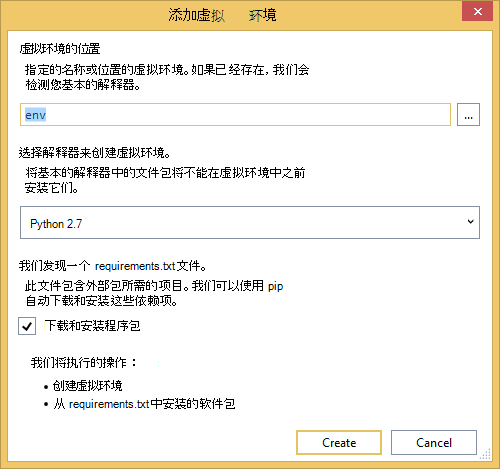 添加虚拟 环境
虚拟环境的位置
指定的名称或位置的虚拟环境。如果已经存在，我们会
检测您基本的解释器。
env
...
选择解释器来创建虚拟环境。
将基本的解释器中的文件包将不能在虚拟环境中之前
安装它们。
Python 2.7
我们发现一个 requirements.txt文件。
此文件包含外部包所需的项目。我们可以使用 pip
自动下载和安装这些依赖项。
下载和安装程序包
我们将执行的操作：
• 创建虚拟环境
• 从 requirements.txt中安装的软件包
Create Cancel